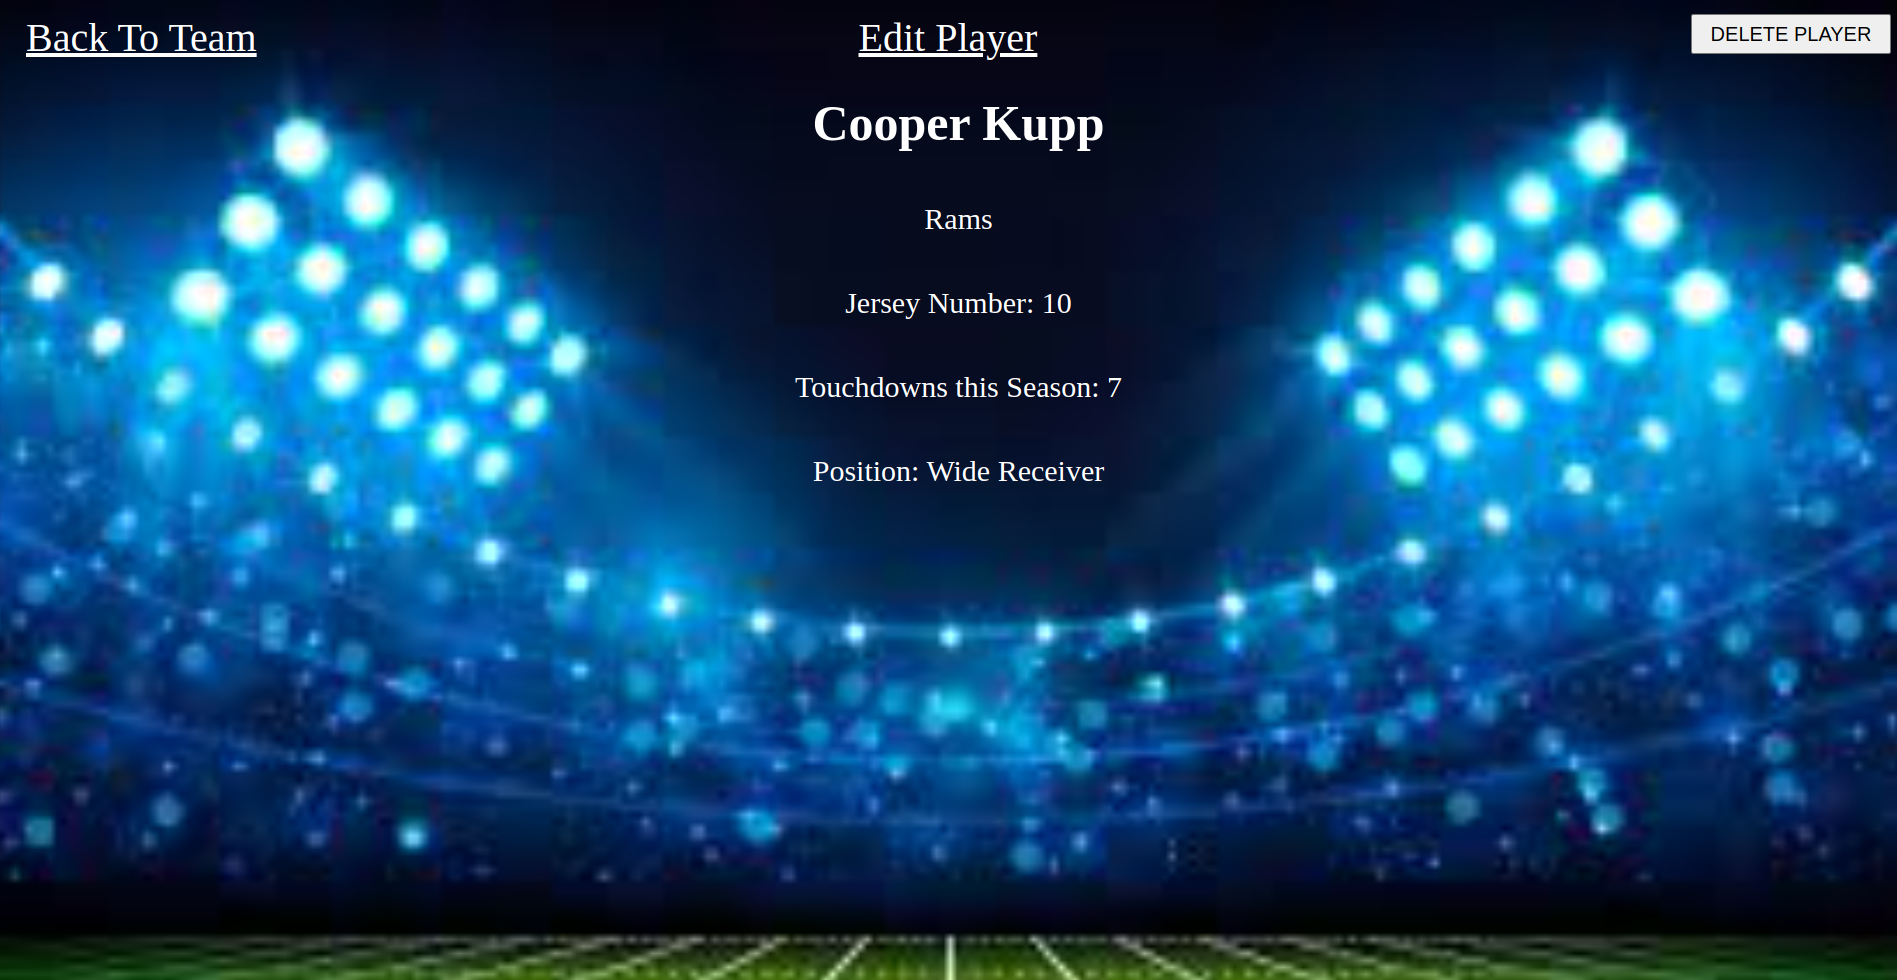 Back To Team
Edit Player
DELETE PLAYER
Cooper Kupp
Rams
Jersey Number: 10
Touchdowns this Season: 7
Position: Wide Receiver